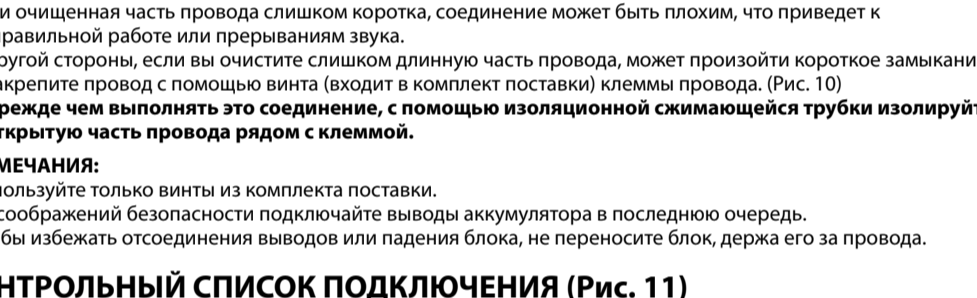 и очищенная часть провода слишком коротка, соединение может быть плохим, что приведет к
правильной работе или прерываниям звука.
ругой стороны, если вы очистите слишком длинную часть провода, может произойти короткое замыкани
акрепите провод с помощью винта (входит в комплект поставки) клеммы провода. (Рис. 10)
режде чем выполнять это соединение, с помощью изоляционной сжимающейся трубки изолируйт
ткрытую часть провода рядом с клеммой.
МЕЧАНИЯ:
пользуйте только винты из комплекта поставки.
соображений безопасности подключайте выводы аккумулятора в последнюю очередь.
бы избежать отсоединения выводов или падения блока, не переносите блок, держа его за провода.
НТРОЛЬНЫЙ СПИСОК ПОДКЛЮЧЕНИЯ (Рис. 11)